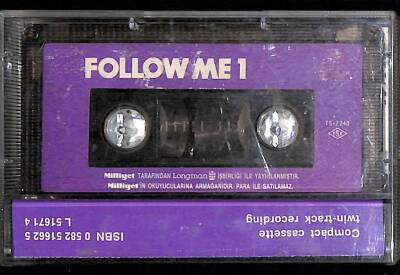 FOLLOW ME 1
TS-7240
TSE
Milliyet TARAFINDAN Longman İŞBİRLİĞİ İLE YAYINLANMIŞTIR.
Milliyet'İN OKUYUCULARINA ARMAĞANIDIR. PARA İLE SATILAMAZ.
Compact cassette
twin-track recording
ISBN 0 582 51662 5
L 51671 4